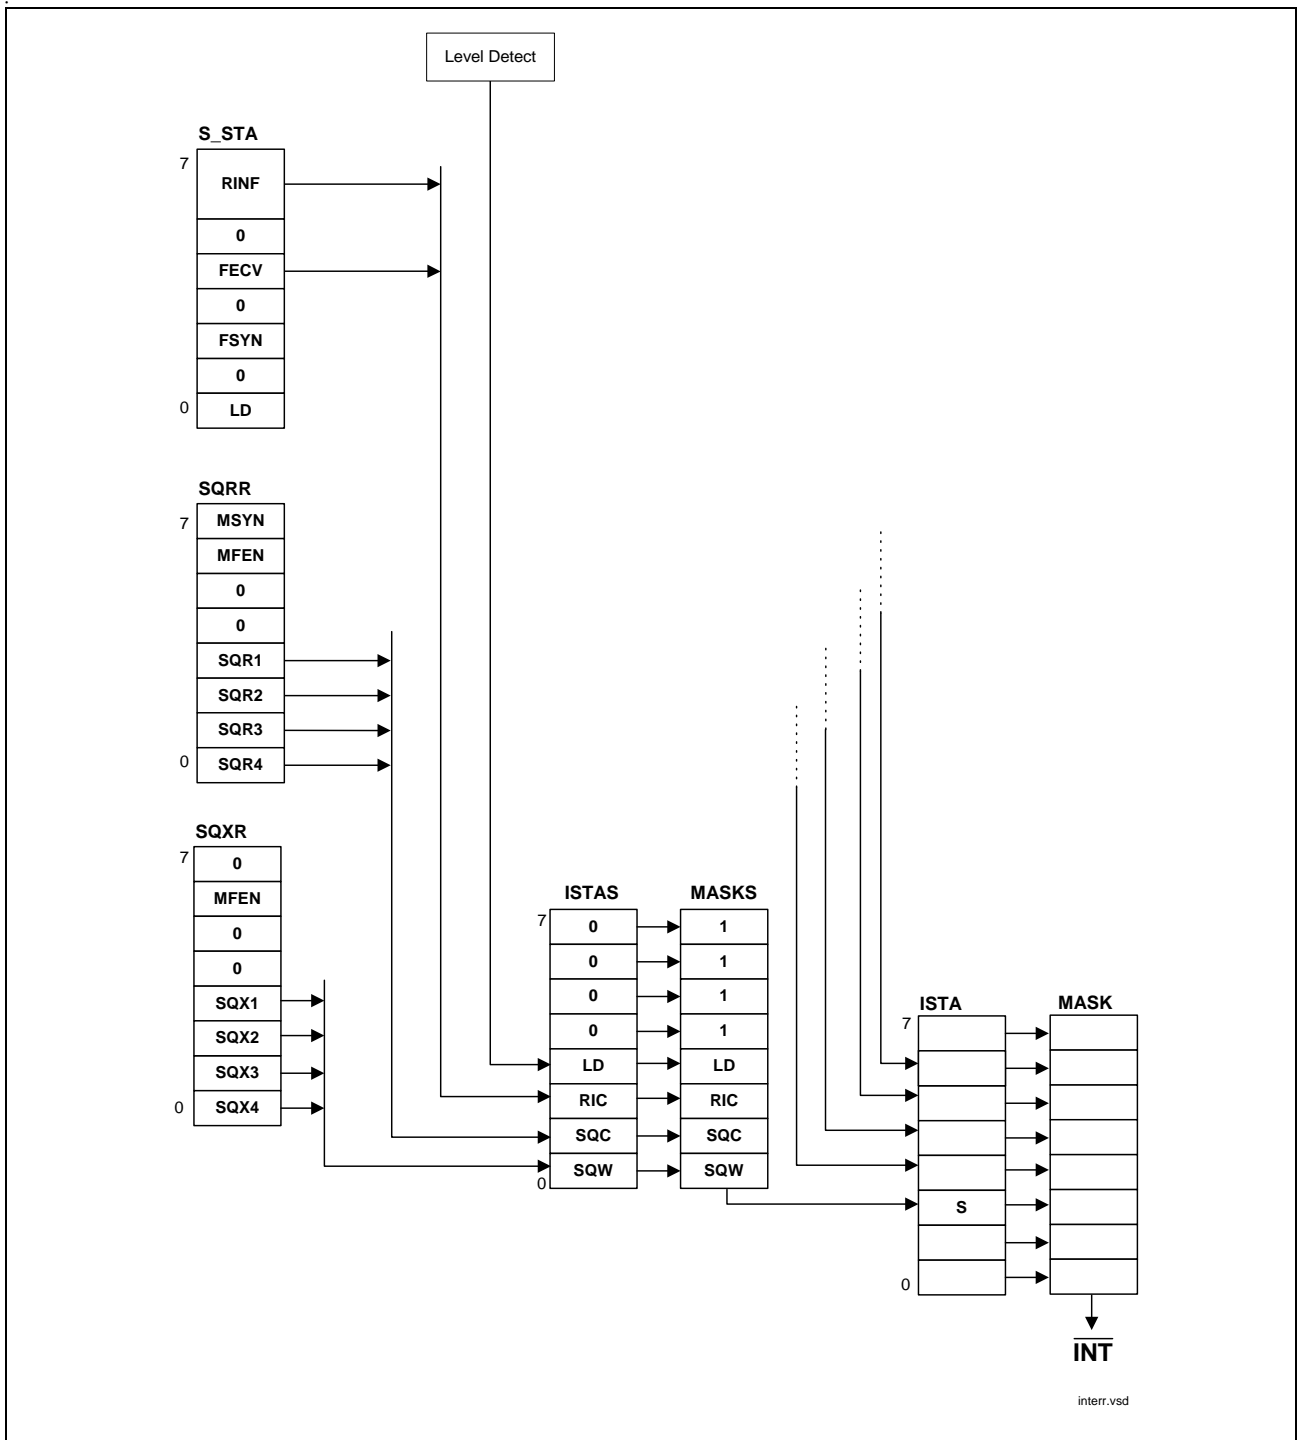 Level Detect
S_STA
7
RINF
0
FECV
0
FSYN
0
0 LD
SQRR
7 MSYN
MFEN
0
0
SQR1
SQR2
SQR3
0 SQR4
SQXR
7 0
MFEN
0
0
SQX1
SQX2
SQX3
0 SQX4
ISTAS MASKS
7 0 1
0 1
0 1
0 1
LD LD
RIC RIC
SQC SQC
SQW SQW
0
ISTA MASK
7
S
0
INT
interr.vsd